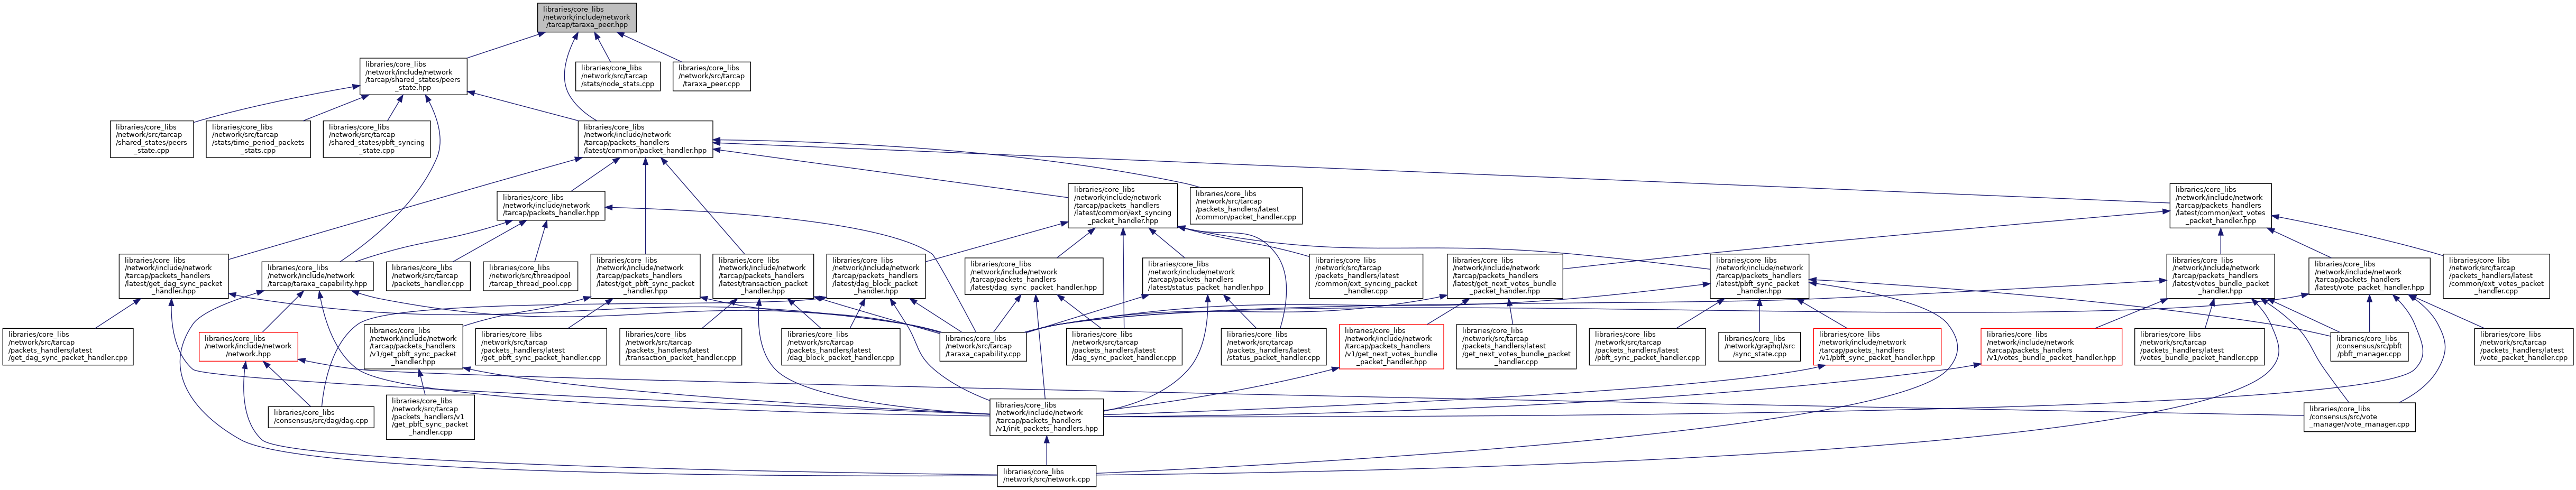 libraries/core_libs
/network/include/network
/tarcap/taraxa_peer.hpp
libraries/core_libs
/network/include/network
/tarcap/shared_states/peers
_state.hpp
libraries/core_libs
/network/src/tarcap
/stats/node_stats.cpp
libraries/core_libs
/network/src/tarcap
/taraxa_peer.cpp
libraries/core_libs
/network/src/tarcap
/shared_states/peers
_state.cpp
libraries/core_libs
/network/src/tarcap
/stats/time_period_packets
_stats.cpp
libraries/core_libs
/network/src/tarcap
/shared_states/pbft_syncing
_state.cpp
libraries/core_libs
/network/include/network
/tarcap/packets_handlers
/latest/common/packet_handler.hpp
libraries/core_libs
/network/include/network
/tarcap/packets_handler.hpp
libraries/core_libs
/network/include/network
/tarcap/packets_handlers
/latest/common/ext_syncing
_packet_handler.hpp
libraries/core_libs
/network/src/tarcap
/packets_handlers/latest
/common/packet_handler.cpp
libraries/core_libs
/network/include/network
/tarcap/packets_handlers
/latest/common/ext_votes
_packet_handler.hpp
libraries/core_libs
/network/include/network
/tarcap/packets_handlers
/latest/get_dag_sync_packet
_handler.hpp
libraries/core_libs
/network/include/network
/tarcap/taraxa_capability.hpp
libraries/core_libs
/network/src/tarcap
/packets_handler.cpp
libraries/core_libs
/network/src/threadpool
/tarcap_thread_pool.cpp
libraries/core_libs
/network/include/network
/tarcap/packets_handlers
/latest/get_pbft_sync_packet
_handler.hpp
libraries/core_libs
/network/include/network
/tarcap/packets_handlers
/latest/transaction_packet
_handler.hpp
libraries/core_libs
/network/include/network
/tarcap/packets_handlers
/latest/dag_block_packet
_handler.hpp
libraries/core_libs
/network/include/network
/tarcap/packets_handlers
/latest/dag_sync_packet_handler.hpp
libraries/core_libs
/network/include/network
/tarcap/packets_handlers
/latest/status_packet_handler.hpp
libraries/core_libs
/network/src/tarcap
/packets_handlers/latest
/common/ext_syncing_packet
_handler.cpp
libraries/core_libs
/network/include/network
/tarcap/packets_handlers
/latest/get_next_votes_bundle
_packet_handler.hpp
libraries/core_libs
/network/include/network
/tarcap/packets_handlers
/latest/pbft_sync_packet
_handler.hpp
libraries/core_libs
/network/include/network
/tarcap/packets_handlers
/latest/votes_bundle_packet
_handler.hpp
libraries/core_libs
/network/include/network
/tarcap/packets_handlers
/latest/vote_packet_handler.hpp
libraries/core_libs
/network/src/tarcap
/packets_handlers/latest
/common/ext_votes_packet
_handler.cpp
libraries/core_libs
/network/src/tarcap
/packets_handlers/latest
/get_dag_sync_packet_handler.cpp
libraries/core_libs
/network/include/network
/network.hpp
libraries/core_libs
/network/include/network
/tarcap/packets_handlers
/v1/get_pbft_sync_packet
_handler.hpp
libraries/core_libs
/network/src/tarcap
/packets_handlers/latest
/get_pbft_sync_packet_handler.cpp
libraries/core_libs
/network/src/tarcap
/packets_handlers/latest
/transaction_packet_handler.cpp
libraries/core_libs
/network/src/tarcap
/packets_handlers/latest
/dag_block_packet_handler.cpp
libraries/core_libs
/network/src/tarcap
/taraxa_capability.cpp
libraries/core_libs
/network/src/tarcap
/packets_handlers/latest
/dag_sync_packet_handler.cpp
libraries/core_libs
/network/src/tarcap
/packets_handlers/latest
/status_packet_handler.cpp
libraries/core_libs
/network/include/network
/tarcap/packets_handlers
/v1/get_next_votes_bundle
_packet_handler.hpp
libraries/core_libs
/network/src/tarcap
/packets_handlers/latest
/get_next_votes_bundle_packet
_handler.cpp
libraries/core_libs
/network/src/tarcap
/packets_handlers/latest
/pbft_sync_packet_handler.cpp
libraries/core_libs
/network/graphql/src
/sync_state.cpp
libraries/core_libs
/network/include/network
/tarcap/packets_handlers
/v1/pbft_sync_packet_handler.hpp
libraries/core_libs
/network/include/network
/tarcap/packets_handlers
/v1/votes_bundle_packet_handler.hpp
libraries/core_libs
/network/src/tarcap
/packets_handlers/latest
/votes_bundle_packet_handler.cpp
libraries/core_libs
/consensus/src/pbft
/pbft_manager.cpp
libraries/core_libs
/network/src/tarcap
/packets_handlers/latest
/vote_packet_handler.cpp
libraries/core_libs
/consensus/src/dag/dag.cpp
libraries/core_libs
/network/src/tarcap
/packets_handlers/v1
/get_pbft_sync_packet
_handler.cpp
libraries/core_libs
/network/include/network
/tarcap/packets_handlers
/v1/init_packets_handlers.hpp
libraries/core_libs
/consensus/src/vote
_manager/vote_manager.cpp
libraries/core_libs
/network/src/network.cpp